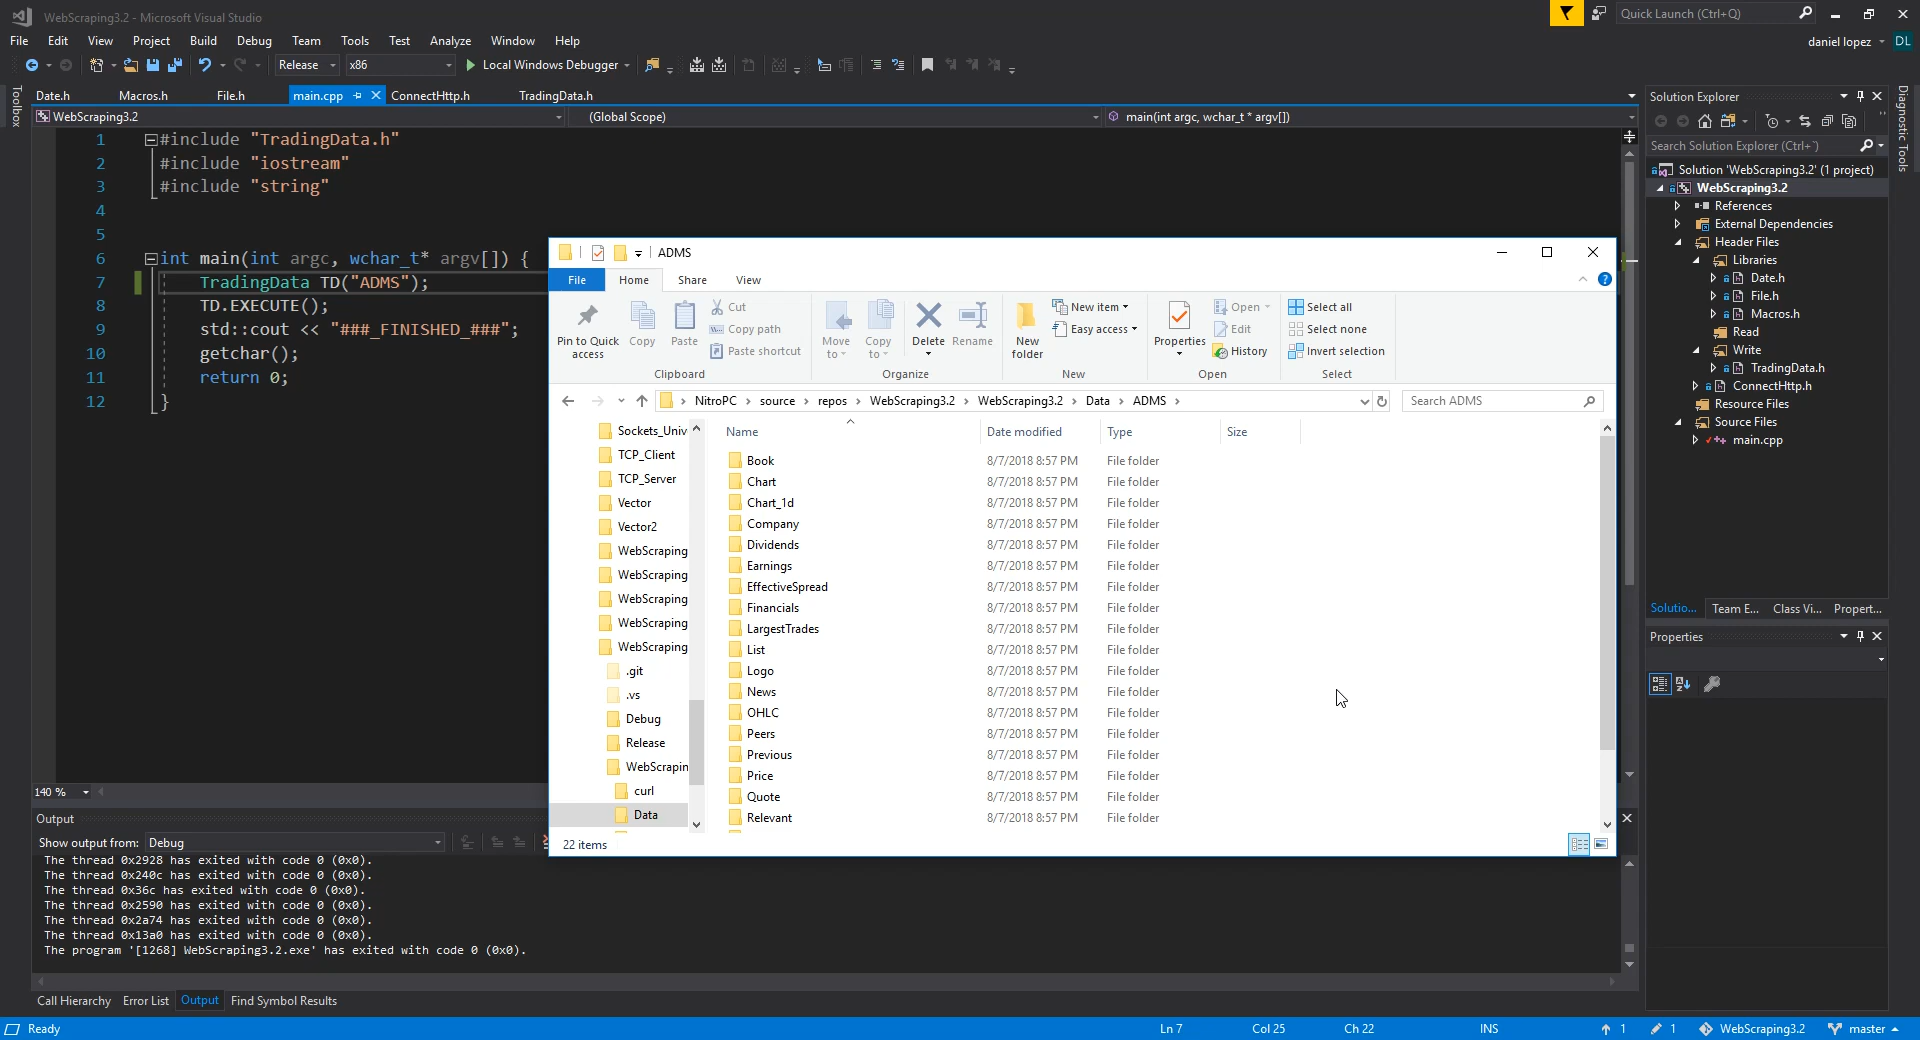 WebScraping3.2 - Microsoft Visual Studio
Quick Launch (Ctrl+Q)
File Edit View Project Build Debug Team Tools Test Analyze Window Help
daniel lopez DL
Release x86 Local Windows Debugger
Toolbox
Date.h Macros.h File.h main.cpp ConnectHttp.h TradingData.h
WebScraping3.2 (Global Scope) main(int argc, wchar_t * argv[])
1 #include "TradingData.h"
2 #include "iostream"
3 #include "string"
4
5
6 int main(int argc, wchar_t* argv[]) {
7 TradingData TD("ADMS");
8 TD.EXECUTE();
9 std::cout << "###_FINISHED_###";
10 getchar();
11 return 0;
12 }
140 %
ADMS
File Home Share View
Pin to Quick access
Copy
Paste
Cut
Copy path
Paste shortcut
Clipboard
Move to
Copy to
Delete
Rename
Organize
New folder
New item
Easy access
New
Properties
Open
Edit
History
Open
Select all
Select none
Invert selection
Select
NitroPC source repos WebScraping3.2 WebScraping3.2 Data ADMS
Search ADMS
Sockets_Univ
TCP_Client
TCP_Server
Vector
Vector2
WebScraping
WebScraping
WebScraping
WebScraping
WebScraping
.git
.vs
Debug
Release
WebScrapin
curl
Data
Name Date modified Type Size
Book 8/7/2018 8:57 PM File folder
Chart 8/7/2018 8:57 PM File folder
Chart_1d 8/7/2018 8:57 PM File folder
Company 8/7/2018 8:57 PM File folder
Dividends 8/7/2018 8:57 PM File folder
Earnings 8/7/2018 8:57 PM File folder
EffectiveSpread 8/7/2018 8:57 PM File folder
Financials 8/7/2018 8:57 PM File folder
LargestTrades 8/7/2018 8:57 PM File folder
List 8/7/2018 8:57 PM File folder
Logo 8/7/2018 8:57 PM File folder
News 8/7/2018 8:57 PM File folder
OHLC 8/7/2018 8:57 PM File folder
Peers 8/7/2018 8:57 PM File folder
Previous 8/7/2018 8:57 PM File folder
Price 8/7/2018 8:57 PM File folder
Quote 8/7/2018 8:57 PM File folder
Relevant 8/7/2018 8:57 PM File folder
22 items
Solution Explorer
Search Solution Explorer (Ctrl+´)
Solution 'WebScraping3.2' (1 project)
WebScraping3.2
References
External Dependencies
Header Files
Libraries
Date.h
File.h
Macros.h
Read
Write
TradingData.h
ConnectHttp.h
Resource Files
Source Files
main.cpp
Solutio... Team E... Class Vi... Propert...
Properties
Diagnostic Tools
Output
Show output from: Debug
The thread 0x2928 has exited with code 0 (0x0).
The thread 0x240c has exited with code 0 (0x0).
The thread 0x36c has exited with code 0 (0x0).
The thread 0x2590 has exited with code 0 (0x0).
The thread 0x2a74 has exited with code 0 (0x0).
The thread 0x13a0 has exited with code 0 (0x0).
The program '[1268] WebScraping3.2.exe' has exited with code 0 (0x0).
Call Hierarchy Error List Output Find Symbol Results
Ready Ln 7 Col 25 Ch 22 INS 1 1 WebScraping3.2 master